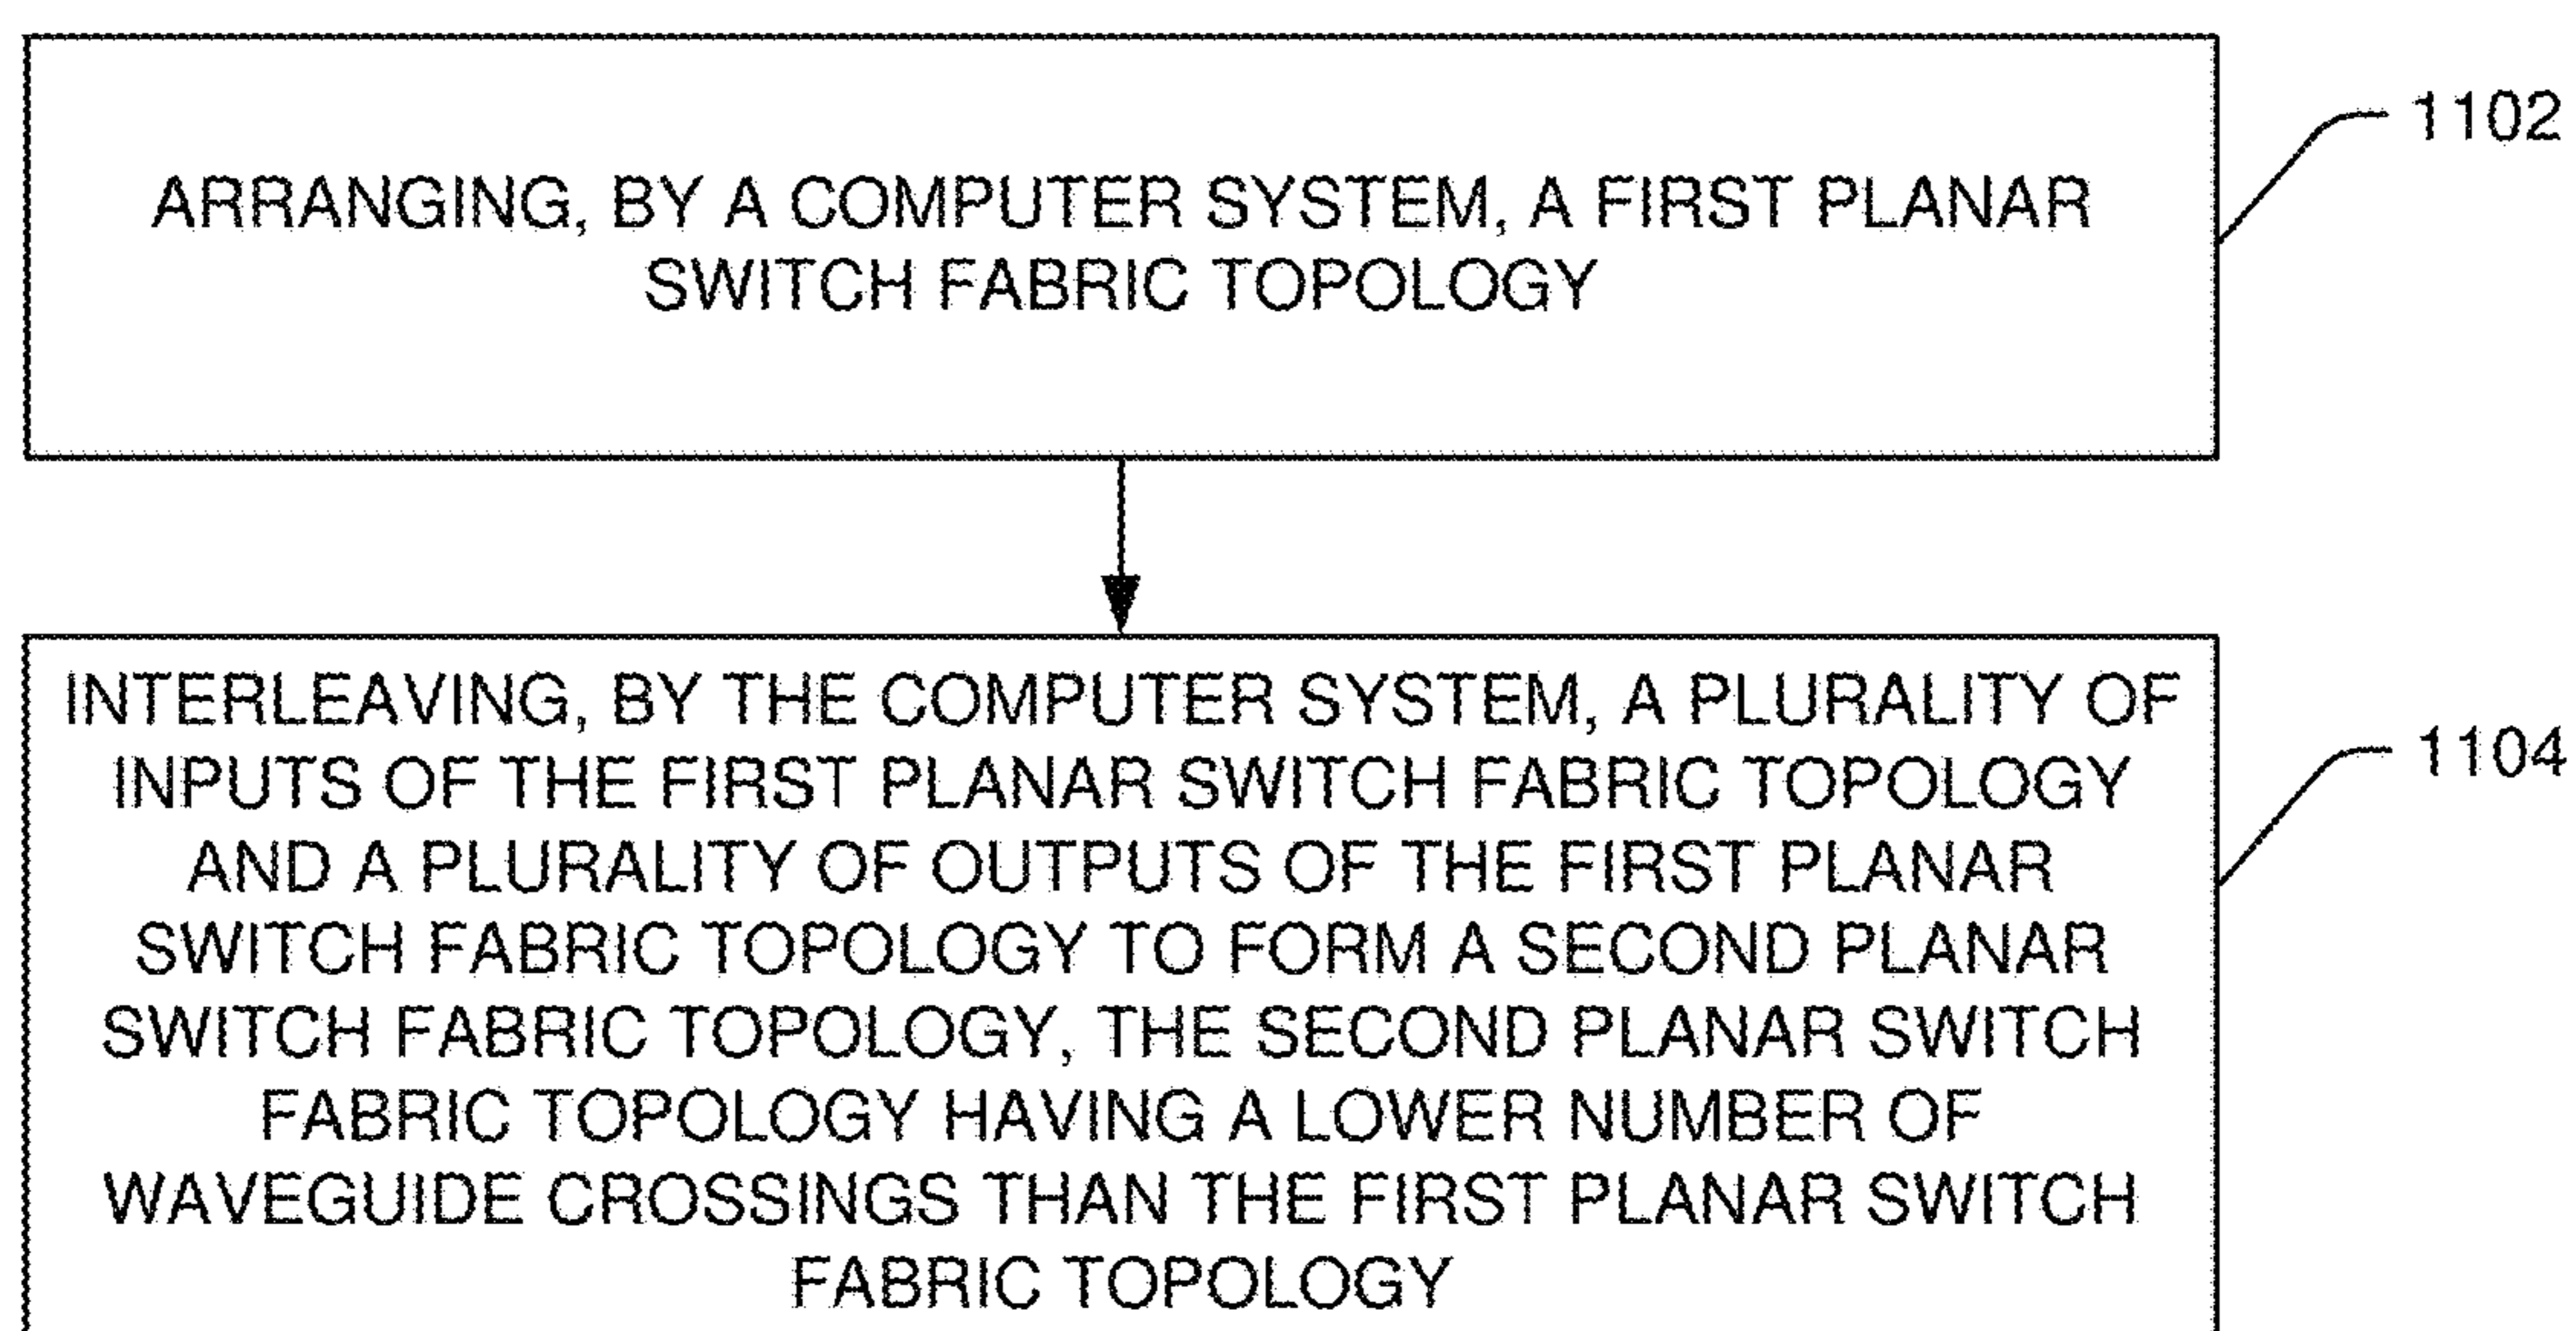 ARRANGING, BY A COMPUTER SYSTEM, A FIRST PLANAR
SWITCH FABRIC TOPOLOGY
1102
INTERLEAVING, BY THE COMPUTER SYSTEM, A PLURALITY OF
INPUTS OF THE FIRST PLANAR SWITCH FABRIC TOPOLOGY
AND A PLURALITY OF OUTPUTS OF THE FIRST PLANAR
SWITCH FABRIC TOPOLOGY TO FORM A SECOND PLANAR
SWITCH FABRIC TOPOLOGY, THE SECOND PLANAR SWITCH
FABRIC TOPOLOGY HAVING A LOWER NUMBER OF
WAVEGUIDE CROSSINGS THAN THE FIRST PLANAR SWITCH
FABRIC TOPOLOGY
1104